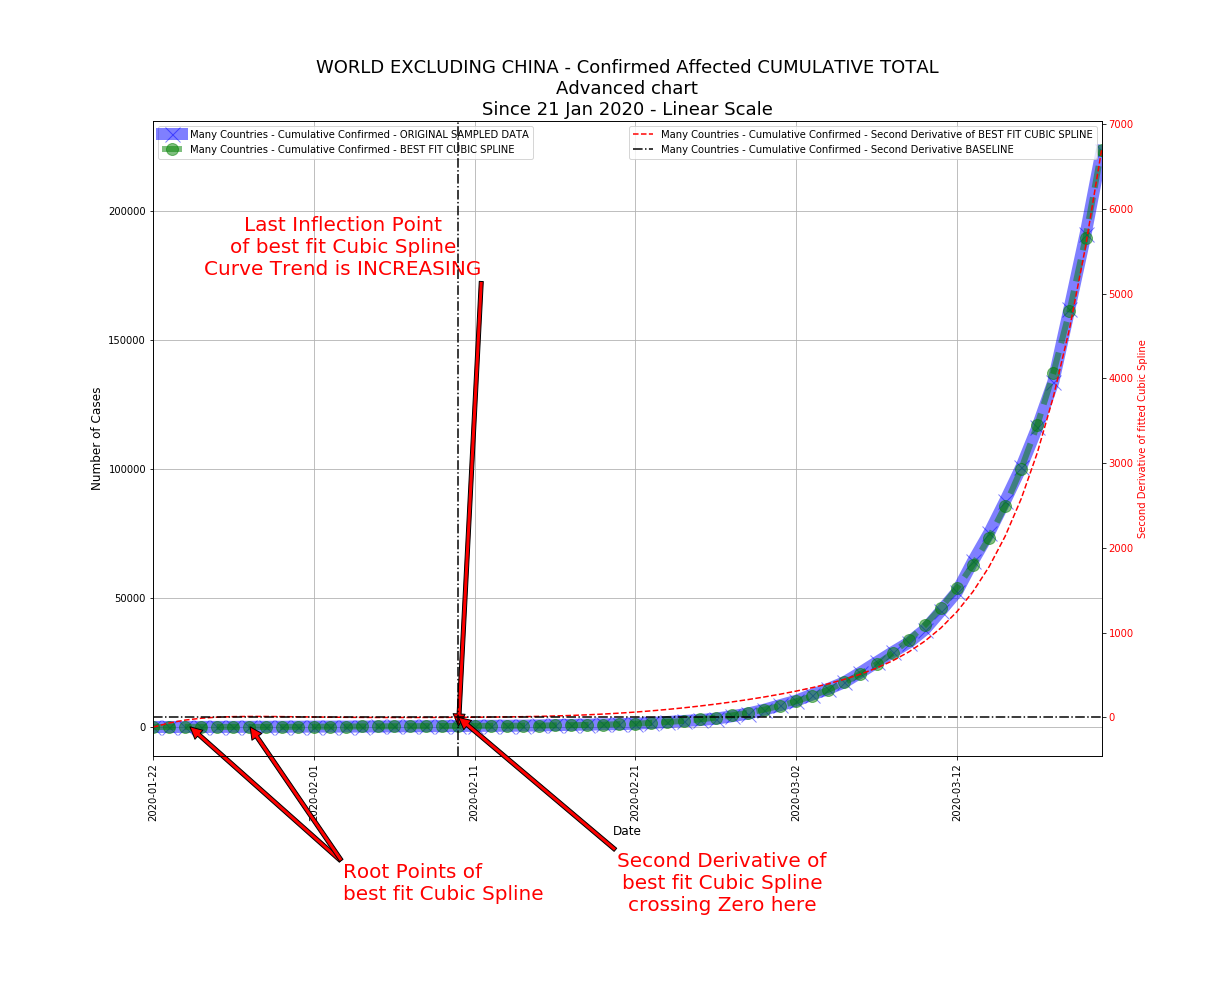 WORLD EXCLUDING CHINA - Confirmed Affected CUMULATIVE TOTAL
Advanced chart
Since 21 Jan 2020 - Linear Scale
Many Countries - Cumulative Confirmed - ORIGINAL SAMPLED DATA
Many Countries - Cumulative Confirmed - BEST FIT CUBIC SPLINE
Many Countries - Cumulative Confirmed - Second Derivative of BEST FIT CUBIC SPLINE
Many Countries - Cumulative Confirmed - Second Derivative BASELINE
Last Inflection Point
of best fit Cubic Spline
Curve Trend is INCREASING
Number of Cases
200000
150000
100000
50000
0
7000
6000
5000
4000
3000
2000
1000
0
Second Derivative of fitted Cubic Spline
2020-01-22
2020-02-01
2020-02-11
2020-02-21
2020-03-02
2020-03-12
Date
Root Points of
best fit Cubic Spline
Second Derivative of
best fit Cubic Spline
crossing Zero here